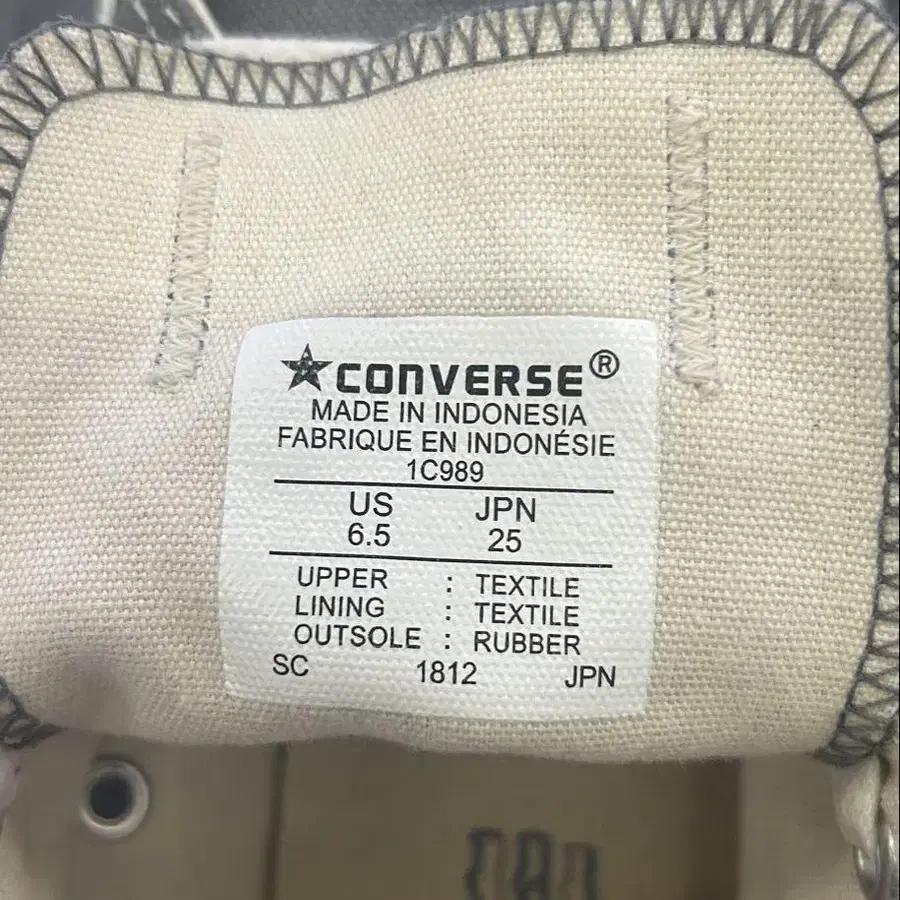 ★CONVERSE®
MADE IN INDONESIA
FABRIQUE EN INDONÉSIE
1C989
US JPN
6.5 25
UPPER : TEXTILE
LINING : TEXTILE
OUTSOLE : RUBBER
SC 1812 JPN